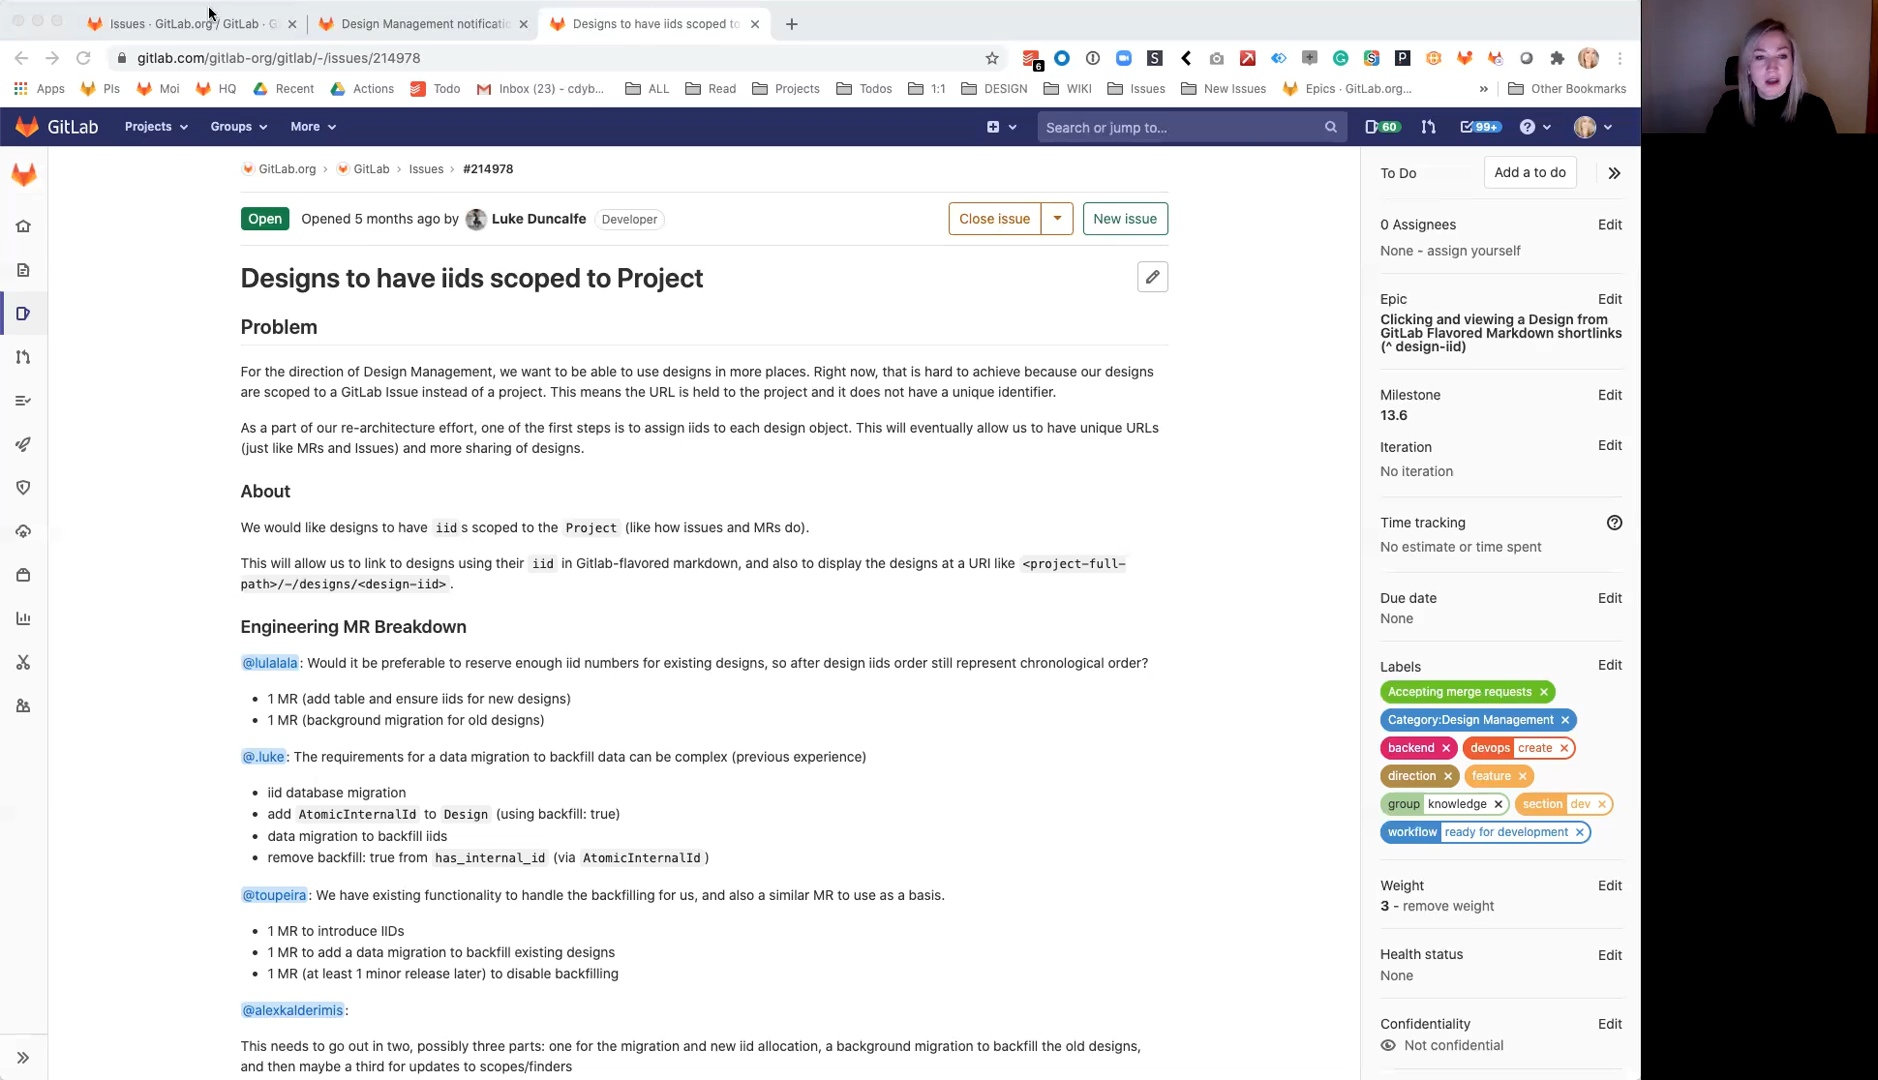 Issues · GitLab.org / GitLab · G
Design Management notificatio
Designs to have iids scoped to
gitlab.com/gitlab-org/gitlab/-/issues/214978
6
Apps
PIs
Moi
HQ
Recent
Actions
Todo
Inbox (23) - cdyb...
ALL
Read
Projects
Todos
1:1
DESIGN
WIKI
Issues
New Issues
Epics · GitLab.org...
»
Other Bookmarks
GitLab
Projects
Groups
More
Search or jump to...
60
99+
GitLab.org › GitLab › Issues › #214978
Open Opened 5 months ago by Luke Duncalfe Developer
Close issue
New issue
Designs to have iids scoped to Project
Problem
For the direction of Design Management, we want to be able to use designs in more places. Right now, that is hard to achieve because our designs
are scoped to a GitLab Issue instead of a project. This means the URL is held to the project and it does not have a unique identifier.
As a part of our re-architecture effort, one of the first steps is to assign iids to each design object. This will eventually allow us to have unique URLs
(just like MRs and Issues) and more sharing of designs.
About
We would like designs to have iid s scoped to the Project (like how issues and MRs do).
This will allow us to link to designs using their iid in Gitlab-flavored markdown, and also to display the designs at a URI like <project-full-
path>/-/designs/<design-iid> .
Engineering MR Breakdown
@lulalala: Would it be preferable to reserve enough iid numbers for existing designs, so after design iids order still represent chronological order?
• 1 MR (add table and ensure iids for new designs)
• 1 MR (background migration for old designs)
@.luke: The requirements for a data migration to backfill data can be complex (previous experience)
• iid database migration
• add AtomicInternalId to Design (using backfill: true)
• data migration to backfill iids
• remove backfill: true from has_internal_id (via AtomicInternalId )
@toupeira: We have existing functionality to handle the backfilling for us, and also a similar MR to use as a basis.
• 1 MR to introduce IIDs
• 1 MR to add a data migration to backfill existing designs
• 1 MR (at least 1 minor release later) to disable backfilling
@alexkalderimis:
This needs to go out in two, possibly three parts: one for the migration and new iid allocation, a background migration to backfill the old designs,
and then maybe a third for updates to scopes/finders
To Do
Add a to do
0 Assignees Edit
None - assign yourself
Epic Edit
Clicking and viewing a Design from
GitLab Flavored Markdown shortlinks
(^ design-iid)
Milestone Edit
13.6
Iteration Edit
No iteration
Time tracking
No estimate or time spent
Due date Edit
None
Labels Edit
Accepting merge requests ×
Category:Design Management ×
backend × devops create ×
direction × feature ×
group knowledge × section dev ×
workflow ready for development ×
Weight Edit
3 - remove weight
Health status Edit
None
Confidentiality Edit
Not confidential